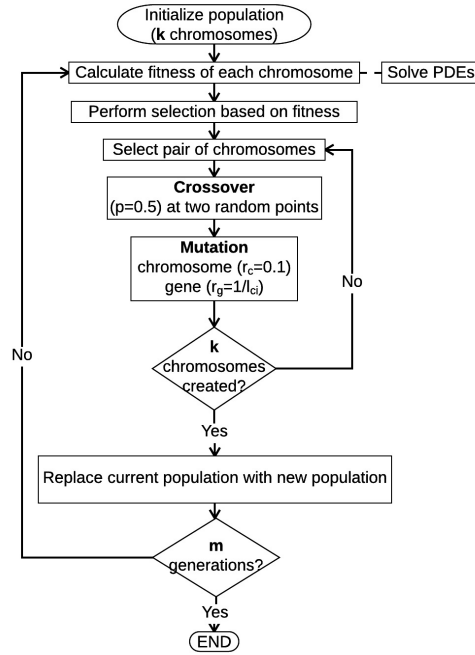 Initialize population
(k chromosomes)
Calculate fitness of each chromosome
Solve PDEs
Perform selection based on fitness
Select pair of chromosomes
Crossover
(p=0.5) at two random points
Mutation
chromosome (rc=0.1)
gene (rg=1/lci)
No
k
chromosomes
created?
No
Yes
Replace current population with new population
m
generations?
Yes
END